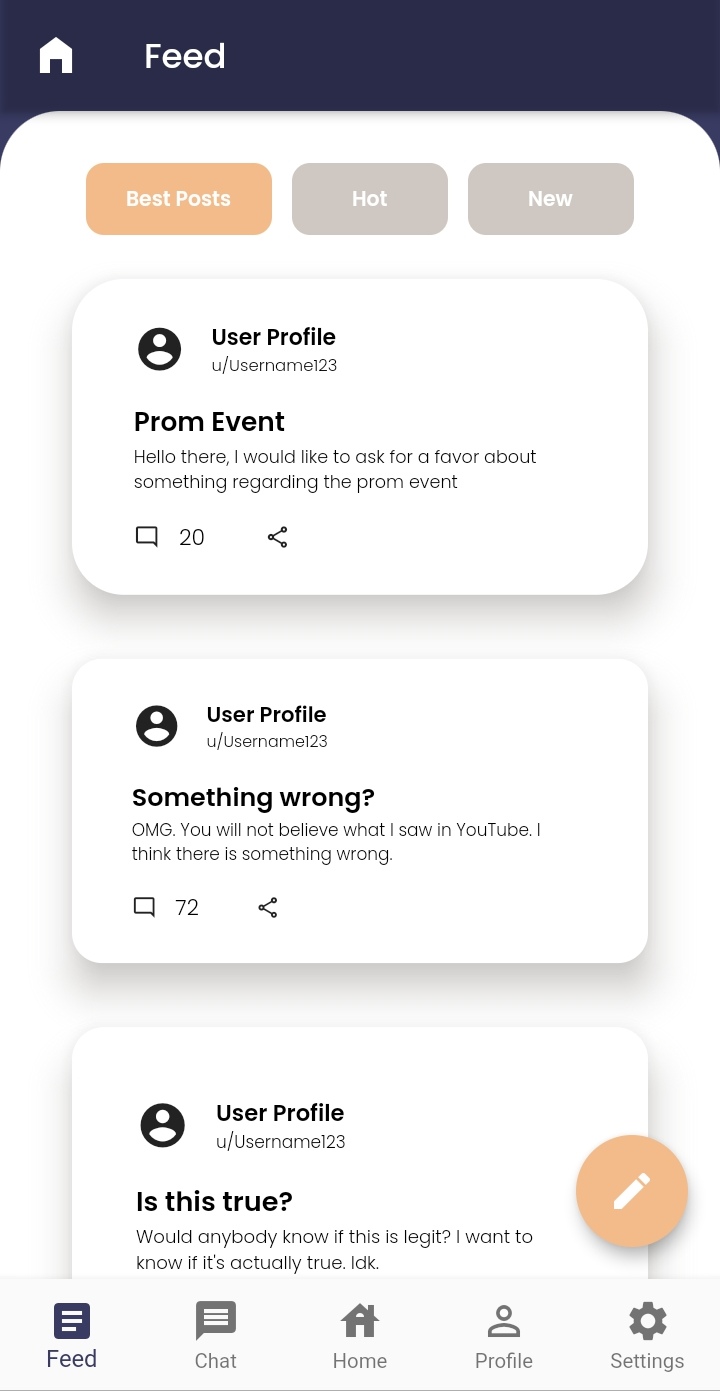 Feed
Best Posts Hot New
User Profile
u/Username123
Prom Event
Hello there, I would like to ask for a favor about
something regarding the prom event
20
User Profile
u/Username123
Something wrong?
OMG. You will not believe what I saw in YouTube. I
think there is something wrong.
72
User Profile
u/Username123
Is this true?
Would anybody know if this is legit? I want to
know if it's actually true. Idk.
Feed Chat Home Profile Settings